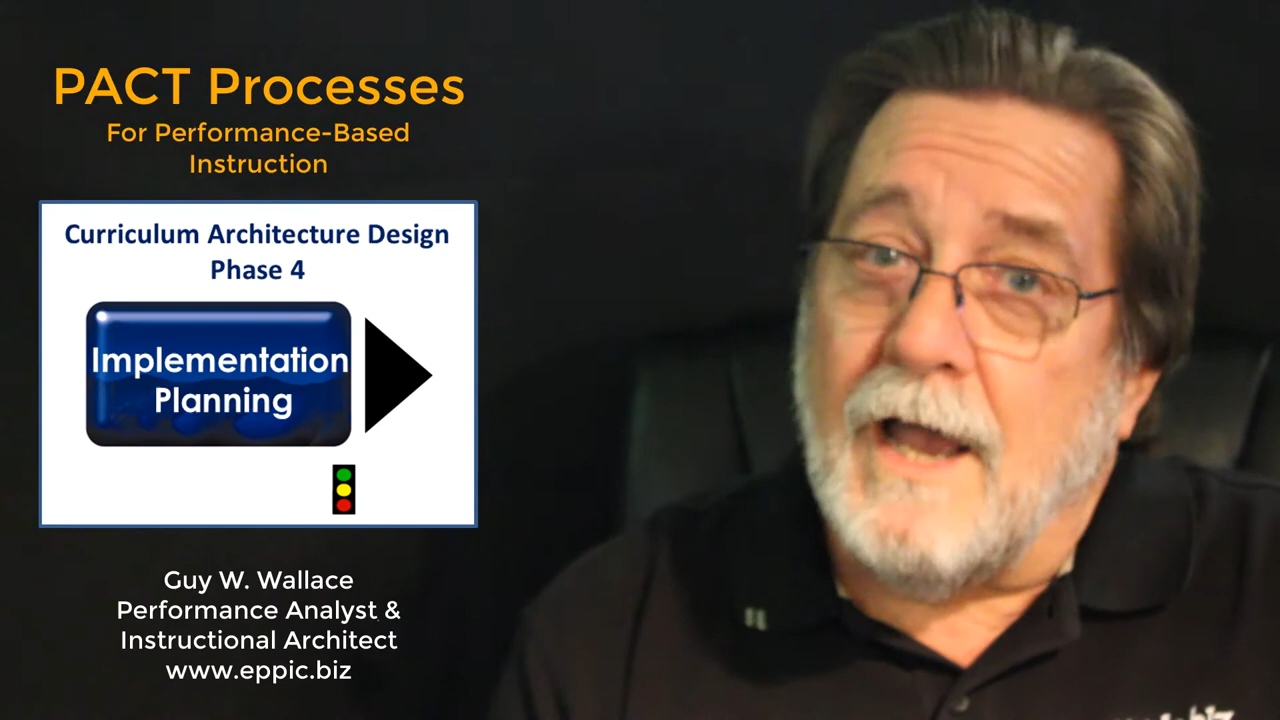 PACT Processes
For Performance-Based
Instruction
Curriculum Architecture Design
Phase 4
Implementation
Planning
Guy W. Wallace
Performance Analyst &
Instructional Architect
www.eppic.biz